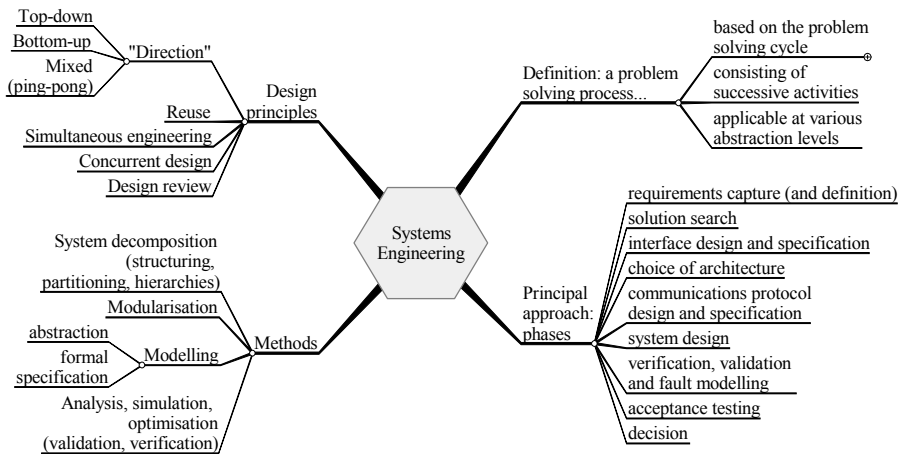 Top-down
Bottom-up
Mixed
(ping-pong)
"Direction"
Reuse
Simultaneous engineering
Concurrent design
Design review
Design
principles
Definition: a problem
solving process...
based on the problem
solving cycle
consisting of
successive activities
applicable at various
abstraction levels
Systems
Engineering
System decomposition
(structuring,
partitioning, hierarchies)
Modularisation
abstraction
formal
specification
Modelling
Analysis, simulation,
optimisation
(validation, verification)
Methods
Principal
approach:
phases
requirements capture (and definition)
solution search
interface design and specification
choice of architecture
communications protocol
design and specification
system design
verification, validation
and fault modelling
acceptance testing
decision